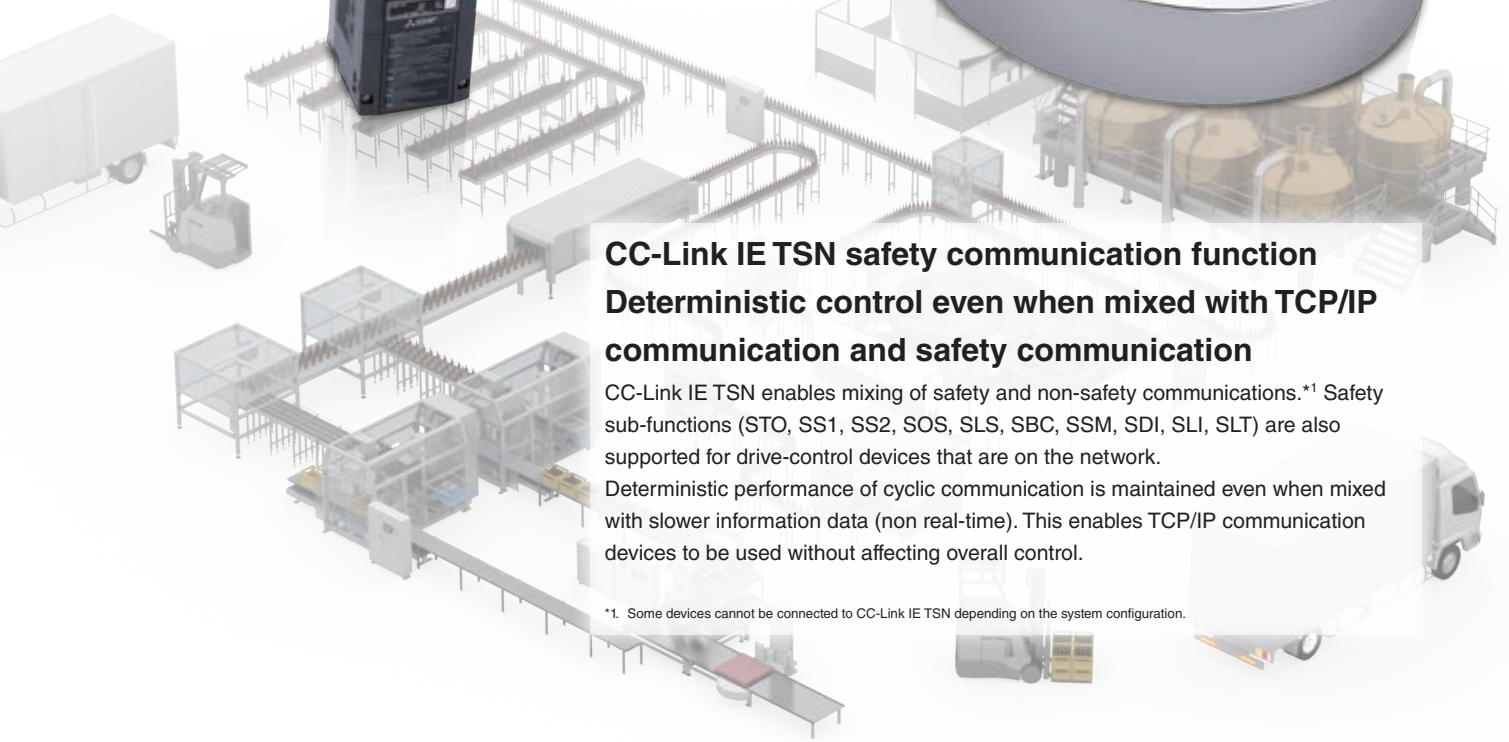 CC-Link IE TSN safety communication function
Deterministic control even when mixed with TCP/IP
communication and safety communication
CC-Link IE TSN enables mixing of safety and non-safety communications.*1 Safety
sub-functions (STO, SS1, SS2, SOS, SLS, SBC, SSM, SDI, SLI, SLT) are also
supported for drive-control devices that are on the network.
Deterministic performance of cyclic communication is maintained even when mixed
with slower information data (non real-time). This enables TCP/IP communication
devices to be used without affecting overall control.
*1. Some devices cannot be connected to CC-Link IE TSN depending on the system configuration.